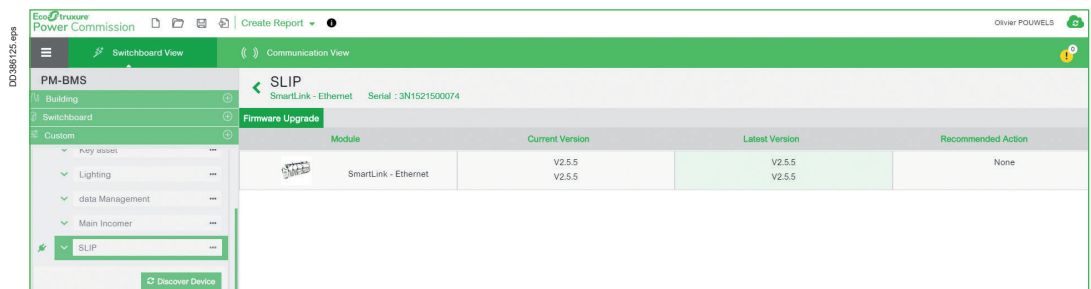 DD386125.eps
EcoStruxure
Power Commission
Create Report
Olivier POUWELS
Switchboard View
Communication View
PM-BMS
Building
Switchboard
Custom
Key asset
Lighting
data Management
Main Incomer
SLIP
Discover Device
SLIP
SmartLink - Ethernet Serial : 3N1521500074
Firmware Upgrade
Module Current Version Latest Version Recommended Action
SmartLink - Ethernet V2.5.5 V2.5.5 None
V2.5.5 V2.5.5